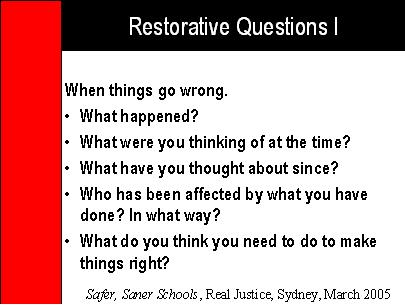 Restorative Questions I
When things go wrong.
• What happened?
• What were you thinking of at the time?
• What have you thought about since?
• Who has been affected by what you have
done? In what way?
• What do you think you need to do to make
things right?
Safer, Saner Schools, Real Justice, Sydney, March 2005